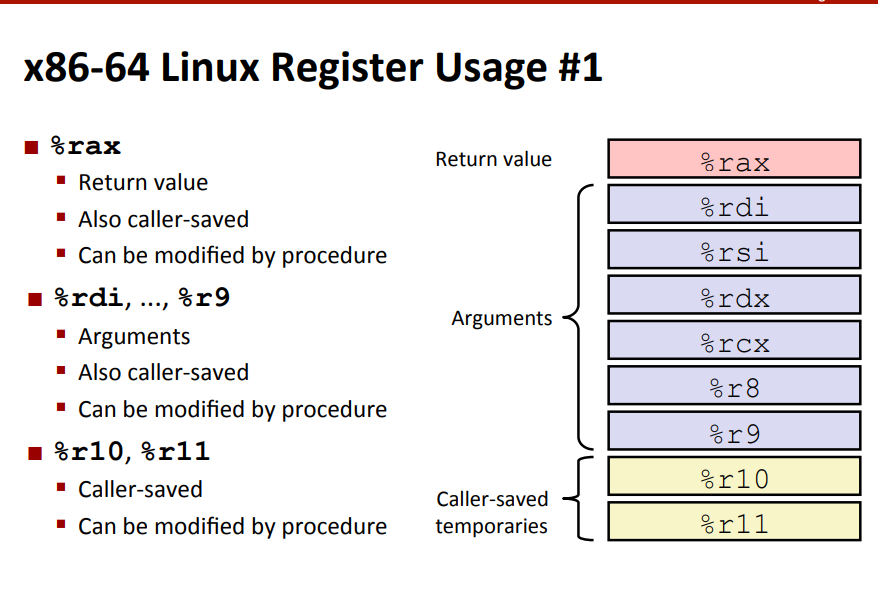 x86-64 Linux Register Usage #1
%rax
Return value
Also caller-saved
Can be modified by procedure
%rdi, ..., %r9
Arguments
Also caller-saved
Can be modified by procedure
%r10, %r11
Caller-saved
Can be modified by procedure
Return value
%rax
Arguments
%rdi
%rsi
%rdx
%rcx
%r8
%r9
Caller-saved
temporaries
%r10
%r11